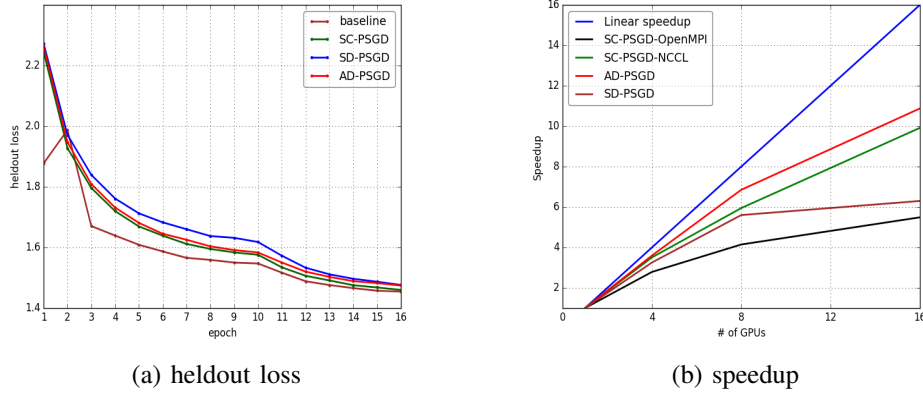 baseline
SC-PSGD
SD-PSGD
AD-PSGD
2.2
2.0
1.8
1.6
1.4
heldout loss
1 2 3 4 5 6 7 8 9 10 11 12 13 14 15 16
epoch
(a) heldout loss
Linear speedup
SC-PSGD-OpenMPI
SC-PSGD-NCCL
AD-PSGD
SD-PSGD
16
14
12
10
8
6
4
2
Speedup
0 4 8 12 16
# of GPUs
(b) speedup